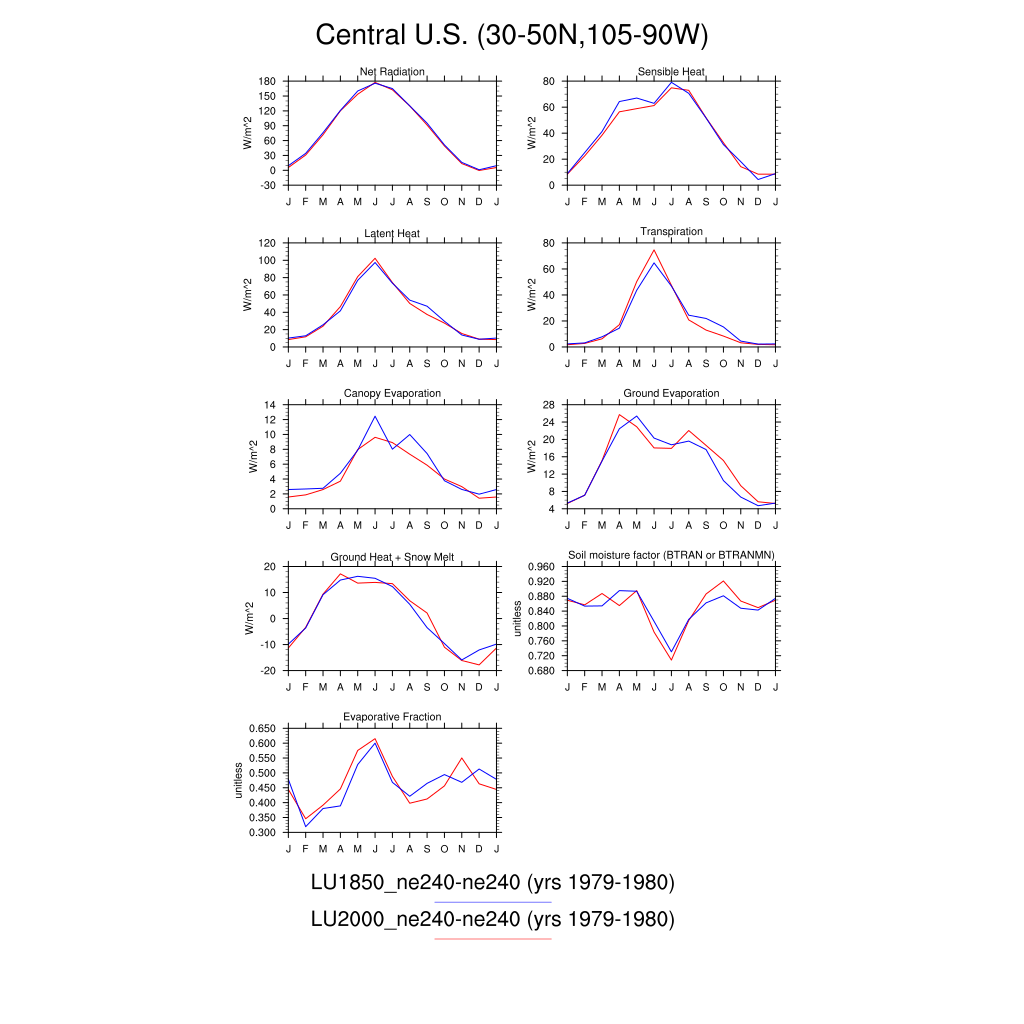 Central U.S. (30-50N,105-90W)
Net Radiation
W/m^2
180
150
120
90
60
30
0
-30
J F M A M J J A S O N D J
Sensible Heat
W/m^2
80
60
40
20
0
J F M A M J J A S O N D J
Latent Heat
W/m^2
120
100
80
60
40
20
0
J F M A M J J A S O N D J
Transpiration
W/m^2
80
60
40
20
0
J F M A M J J A S O N D J
Canopy Evaporation
W/m^2
14
12
10
8
6
4
2
0
J F M A M J J A S O N D J
Ground Evaporation
W/m^2
28
24
20
16
12
8
4
J F M A M J J A S O N D J
Ground Heat + Snow Melt
W/m^2
20
10
0
-10
-20
J F M A M J J A S O N D J
Soil moisture factor (BTRAN or BTRANMN)
unitless
0.960
0.920
0.880
0.840
0.800
0.760
0.720
0.680
J F M A M J J A S O N D J
Evaporative Fraction
unitless
0.650
0.600
0.550
0.500
0.450
0.400
0.350
0.300
J F M A M J J A S O N D J
LU1850_ne240-ne240 (yrs 1979-1980)
LU2000_ne240-ne240 (yrs 1979-1980)